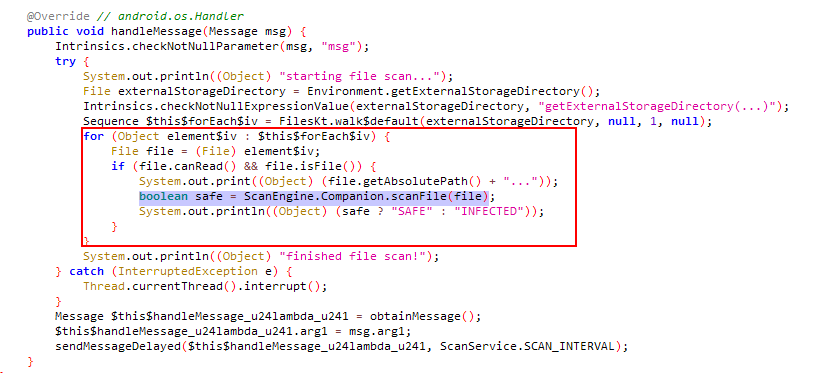 @Override // android.os.Handler
public void handleMessage(Message msg) {
Intrinsics.checkNotNullParameter(msg, "msg");
try {
System.out.println((Object) "starting file scan...");
File externalStorageDirectory = Environment.getExternalStorageDirectory();
Intrinsics.checkNotNullExpressionValue(externalStorageDirectory, "getExternalStorageDirectory(...)");
Sequence $this$forEach$iv = FilesKt.walk$default(externalStorageDirectory, null, 1, null);
for (Object element$iv : $this$forEach$iv) {
File file = (File) element$iv;
if (file.canRead() && file.isFile()) {
System.out.print((Object) (file.getAbsolutePath() + "..."));
boolean safe = ScanEngine.Companion.scanFile(file);
System.out.println((Object) (safe ? "SAFE" : "INFECTED"));
}
}
System.out.println((Object) "finished file scan!");
} catch (InterruptedException e) {
Thread.currentThread().interrupt();
}
Message $this$handleMessage_u24lambda_u241 = obtainMessage();
$this$handleMessage_u24lambda_u241.arg1 = msg.arg1;
sendMessageDelayed($this$handleMessage_u24lambda_u241, ScanService.SCAN_INTERVAL);
}